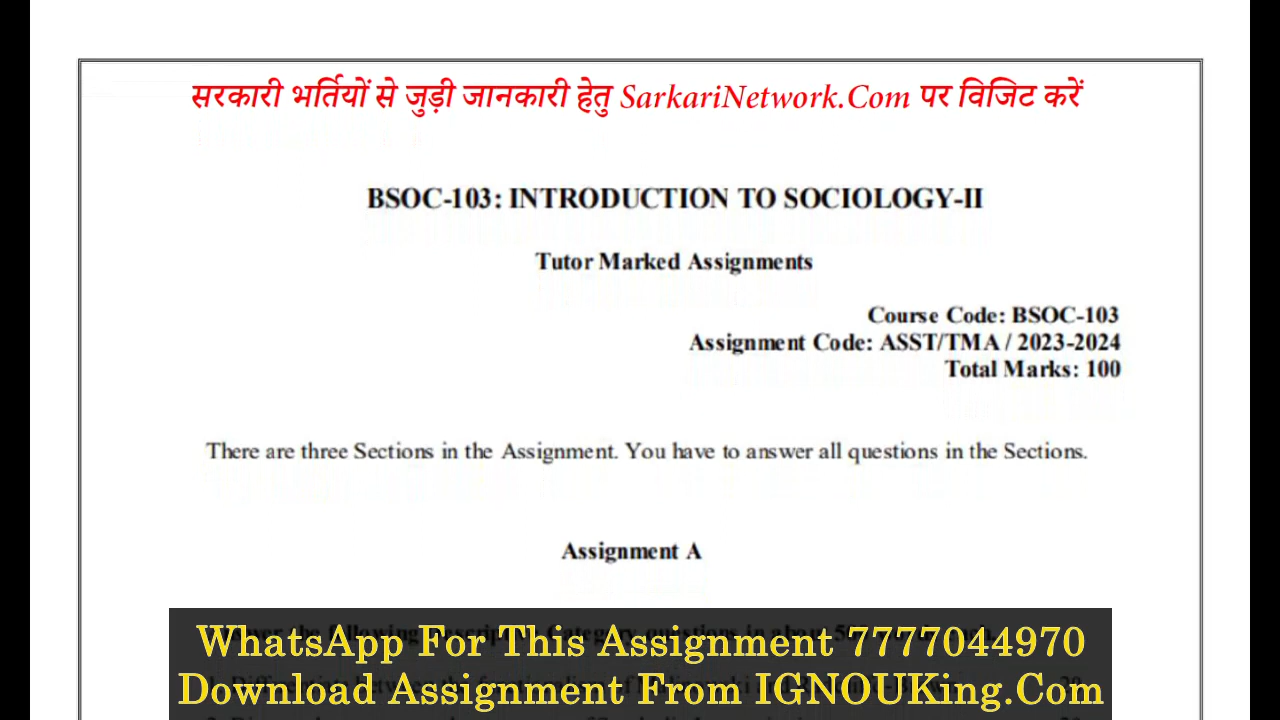 सरकारी भर्तियों से जुड़ी जानकारी हेतु SarkariNetwork.Com पर विजिट करें
BSOC-103: INTRODUCTION TO SOCIOLOGY-II
Tutor Marked Assignments
Course Code: BSOC-103
Assignment Code: ASST/TMA / 2023-2024
Total Marks: 100
There are three Sections in the Assignment. You have to answer all questions in the Sections.
Assignment A
WhatsApp For This Assignment 7777044970
Download Assignment From IGNOUKing.Com